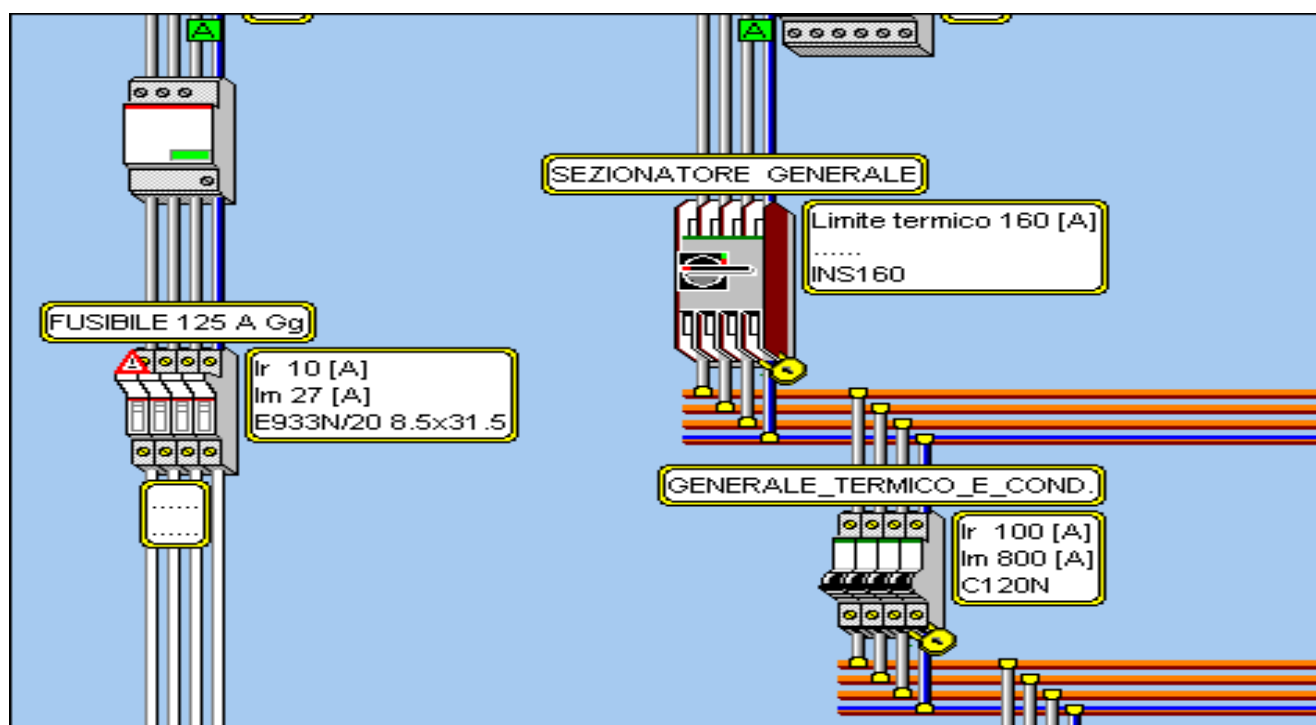 A
A
SEZIONATORE GENERALE
Limite termico 160 [A]
......
INS160
FUSIBILE 125 A Gg
Ir 10 [A]
Im 27 [A]
E933N/20 8.5x31.5
......
......
GENERALE_TERMICO_E_COND.
Ir 100 [A]
Im 800 [A]
C120N